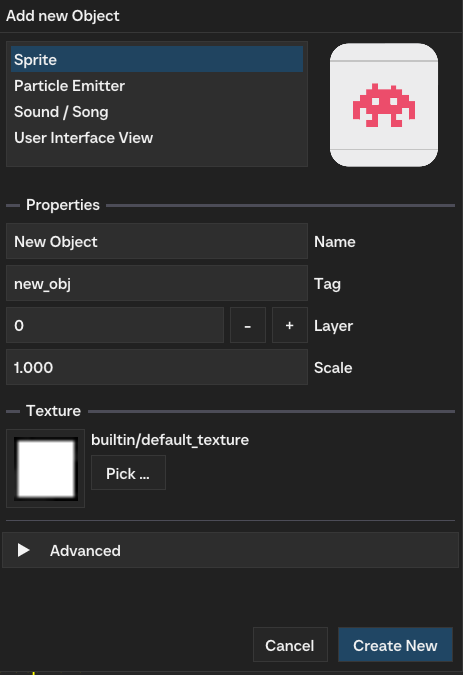 Add new Object
Sprite
Particle Emitter
Sound / Song
User Interface View
Properties
New Object Name
new_obj Tag
0 - + Layer
1.000 Scale
Texture
builtin/default_texture
Pick ...
Advanced
Cancel Create New